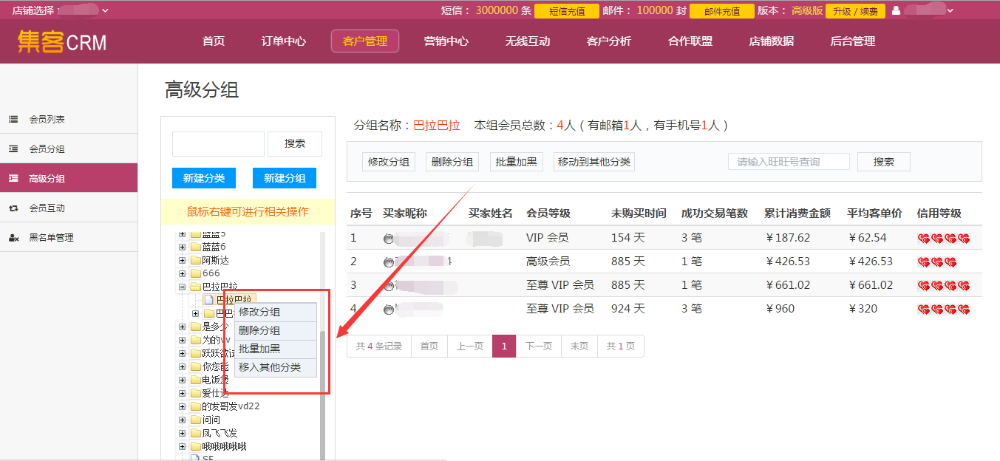 店铺选择: 短信： 3000000 条 短信充值 邮件： 100000 封 邮件充值 版本： 高级版 升级 / 续费
集客CRM 首页 订单中心 客户管理 营销中心 无线互动 客户分析 合作联盟 店铺数据 后台管理
会员列表
会员分组
高级分组
会员互动
黑名单管理
高级分组
搜索
新建分类 新建分组
鼠标右键可进行相关操作
蓝蓝5
蓝蓝6
阿斯达
666
巴拉巴拉
巴拉巴拉
巴巴
是多少
为的vv
跃跃欲试
你您能
电饭煲
爱仕达
的发哥发vd22
问问
凤飞飞发
哦哦哦哦哦
SF
修改分组
删除分组
批量加黑
移入其他分类
分组名称：巴拉巴拉 本组会员总数：4人（有邮箱1人，有手机号1人）
修改分组 删除分组 批量加黑 移动到其他分类 请输入旺旺号查询 搜索
序号 买家昵称 买家姓名 会员等级 未购买时间 成功交易笔数 累计消费金额 平均客单价 信用等级
1 VIP 会员 154 天 3 笔 ￥187.62 ￥62.54
2 1 高级会员 885 天 1 笔 ￥426.53 ￥426.53
3 至尊 VIP 会员 885 天 1 笔 ￥661.02 ￥661.02
4 至尊 VIP 会员 924 天 3 笔 ￥960 ￥320
共 4 条记录 首页 上一页 1 下一页 末页 共 1 页